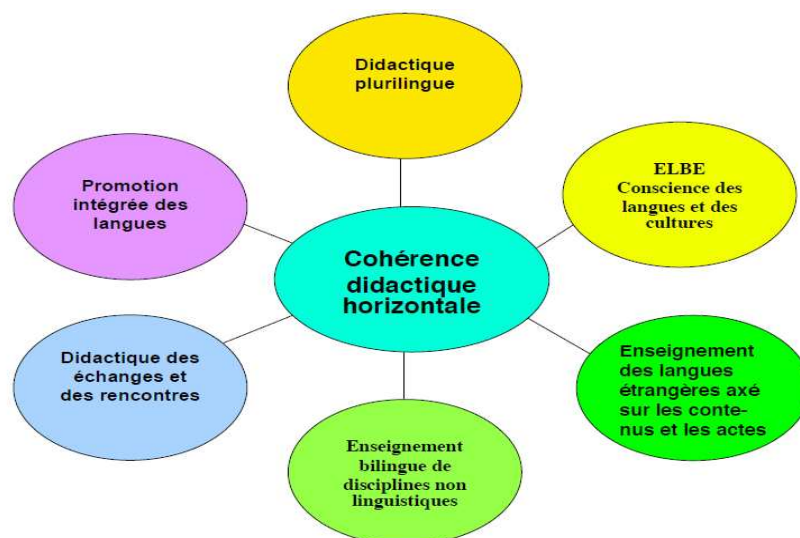 Didactique
plurilingue
Promotion
intégrée des
langues
ELBE
Conscience des
langues et des
cultures
Cohérence
didactique
horizontale
Didactique des
échanges et
des rencontres
Enseignement
des langues
étrangères axé
sur les conte-
nus et les actes
Enseignement
bilingue de
disciplines non
linguistiques